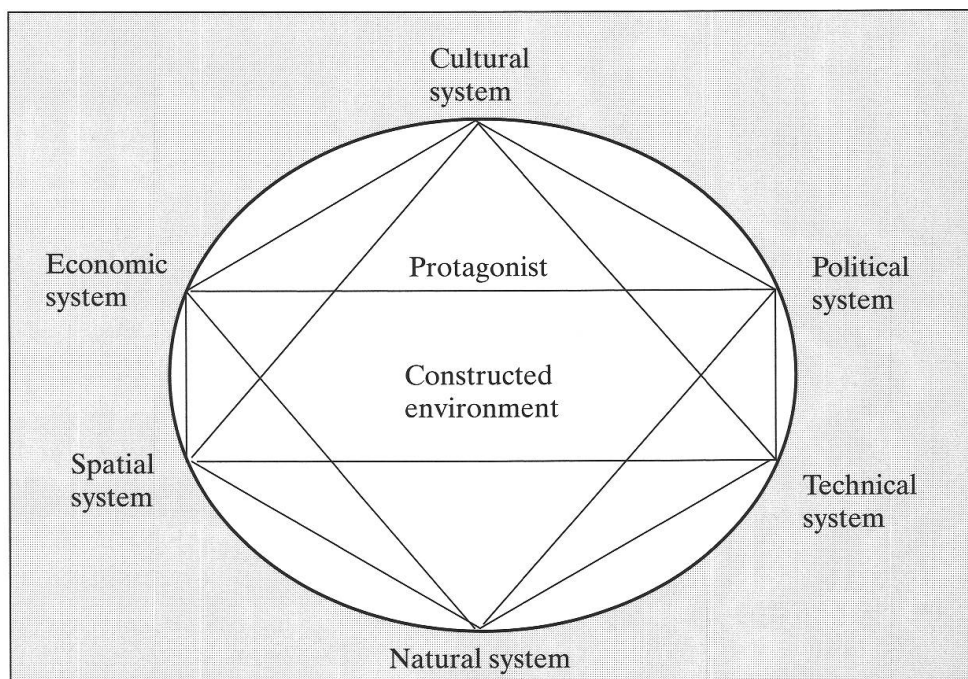 Cultural
system
Economic
system
Protagonist
Political
system
Constructed
environment
Spatial
system
Technical
system
Natural system